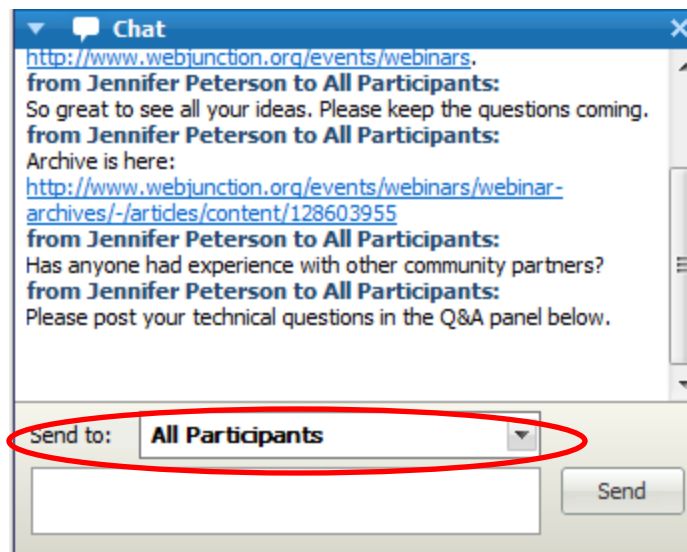 Chat
http://www.webjunction.org/events/webinars.
from Jennifer Peterson to All Participants:
So great to see all your ideas. Please keep the questions coming.
from Jennifer Peterson to All Participants:
Archive is here:
http://www.webjunction.org/events/webinars/webinar-
archives/-/articles/content/128603955
from Jennifer Peterson to All Participants:
Has anyone had experience with other community partners?
from Jennifer Peterson to All Participants:
Please post your technical questions in the Q&A panel below.
Send to: All Participants
Send